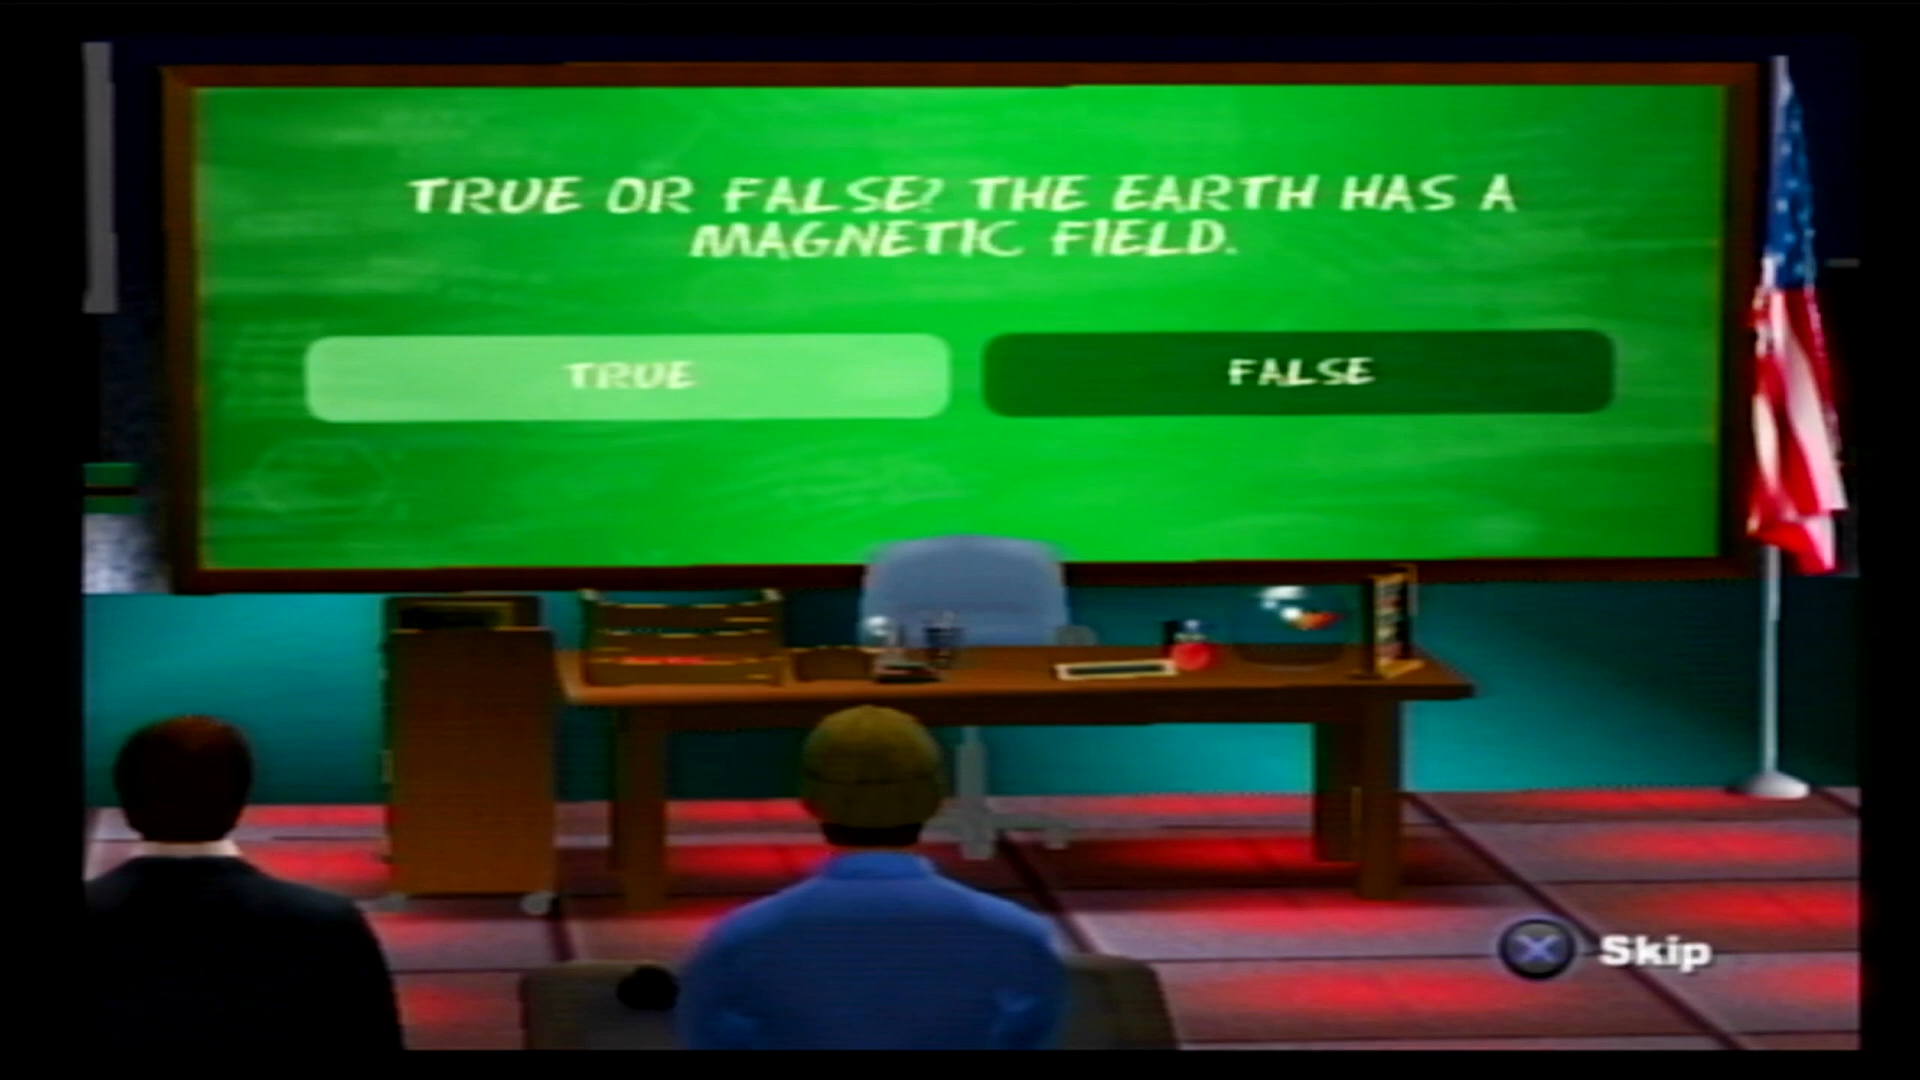 TRUE OR FALSE? THE EARTH HAS A
MAGNETIC FIELD.
TRUE
FALSE
Skip